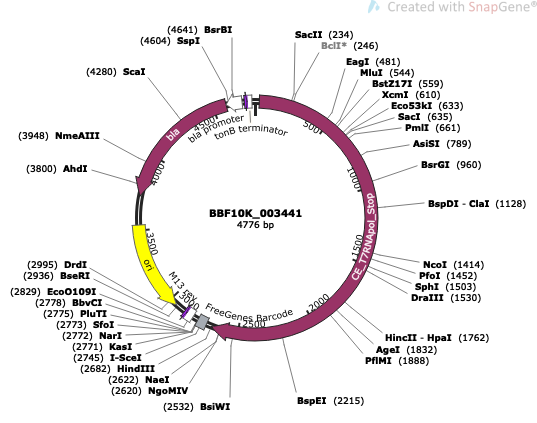 Created with SnapGene®
(4641) BsrBI
(4604) SspI
(4280) ScaI
(3948) NmeAIII
(3800) AhdI
SacII (234)
BclI* (246)
EagI (481)
MluI (544)
BstZ17I (559)
XcmI (610)
Eco53kI (633)
SacI (635)
PmlI (661)
AsiSI (789)
BsrGI (960)
BspDI - ClaI (1128)
NcoI (1414)
PfoI (1452)
SphI (1503)
DraIII (1530)
HincII - HpaI (1762)
AgeI (1832)
PflMI (1888)
BspEI (2215)
(2532) BsiWI
(2620) NgoMIV
(2622) NaeI
(2682) HindIII
(2745) I-SceI
(2771) KasI
(2772) NarI
(2773) SfoI
(2775) PluTI
(2778) BbvCI
(2829) EcoO109I
(2936) BseRI
(2995) DrdI
BBF10K_003441
4776 bp
bla
bla promoter
tonB terminator
CE_T7RNApol_Stop
FreeGenes Barcode
M13 rev
ori
500
1000
1500
2000
2500
3000
3500
4000
4500